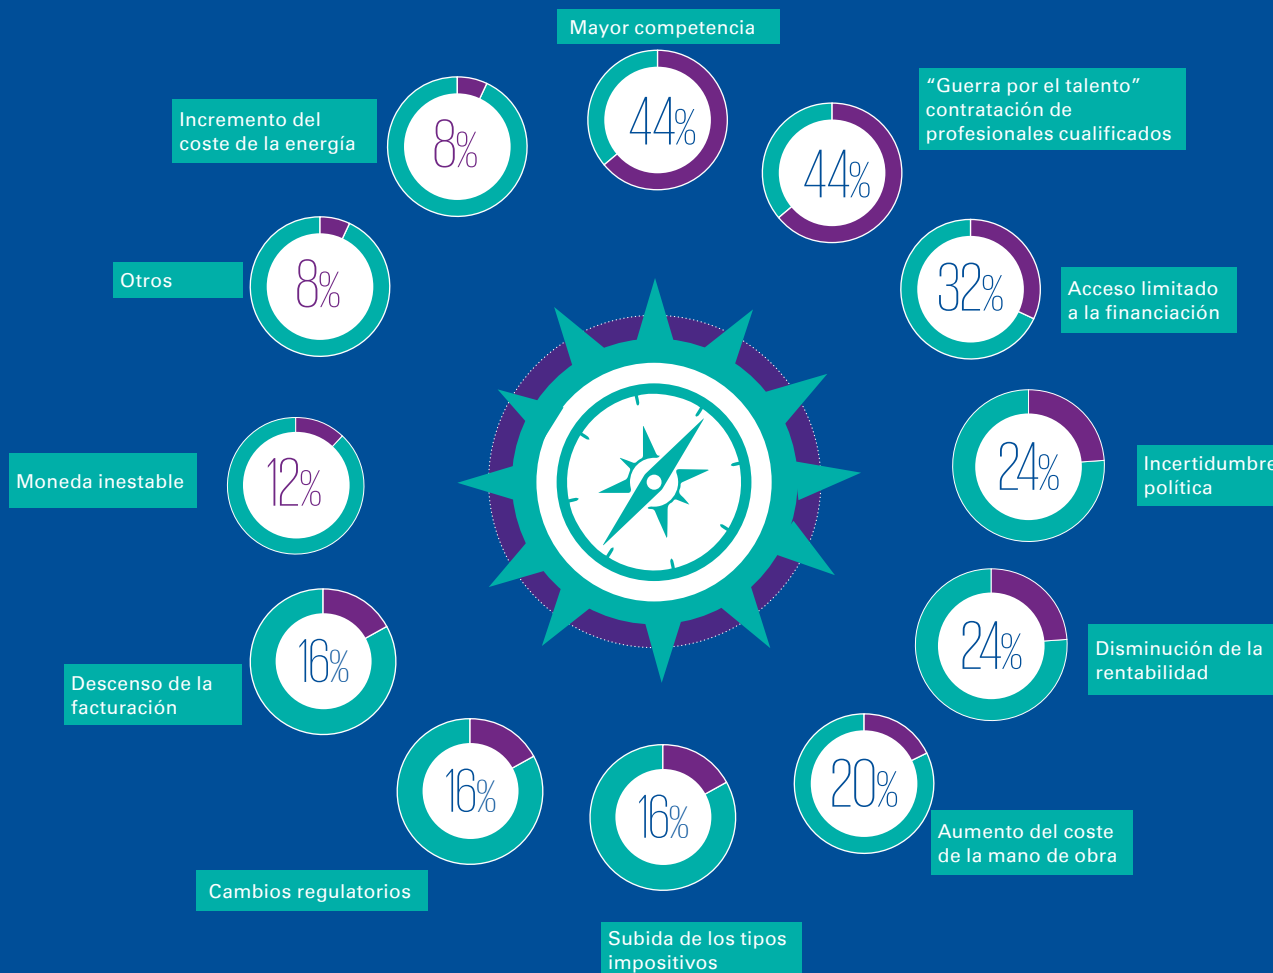 Mayor competencia
44%
“Guerra por el talento”
contratación de
profesionales cualificados
44%
Acceso limitado
a la financiación
32%
Incertidumbre
política
24%
Disminución de la
rentabilidad
24%
Aumento del coste
de la mano de obra
20%
Subida de los tipos
impositivos
16%
Cambios regulatorios
16%
Descenso de la
facturación
16%
Moneda inestable
12%
Otros
8%
Incremento del
coste de la energía
8%